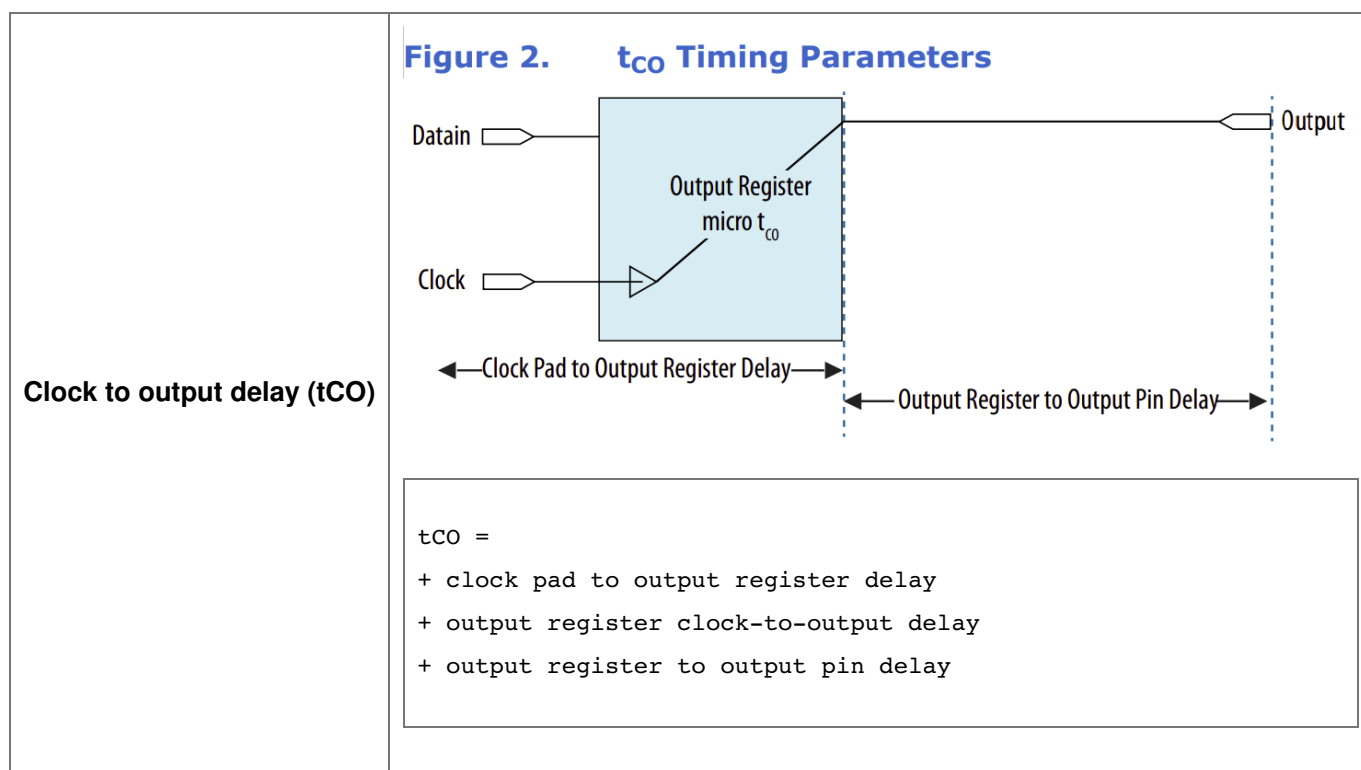 Clock to output delay (tCO)
Figure 2. tCO Timing Parameters
Datain
Output
Output Register
micro tCO
Clock
Clock Pad to Output Register Delay
Output Register to Output Pin Delay
tCO =
+ clock pad to output register delay
+ output register clock-to-output delay
+ output register to output pin delay